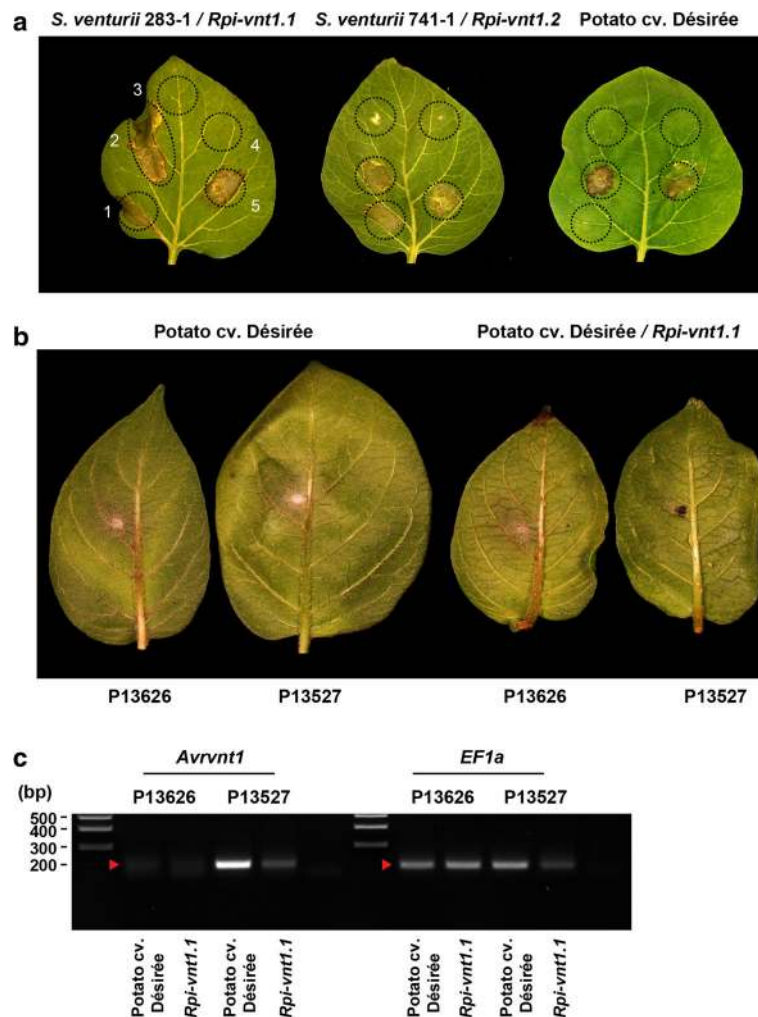 a
S. venturii 283-1 / Rpi-vnt1.1 S. venturii 741-1 / Rpi-vnt1.2 Potato cv. Désirée
3
2
4
1
5
b
Potato cv. Désirée Potato cv. Désirée / Rpi-vnt1.1
P13626 P13527 P13626 P13527
c
Avrvnt1 EF1a
(bp) P13626 P13527 P13626 P13527
500
400
300
200
Potato cv. Désirée Rpi-vnt1.1 Potato cv. Désirée Rpi-vnt1.1 Potato cv. Désirée Rpi-vnt1.1 Potato cv. Désirée Rpi-vnt1.1